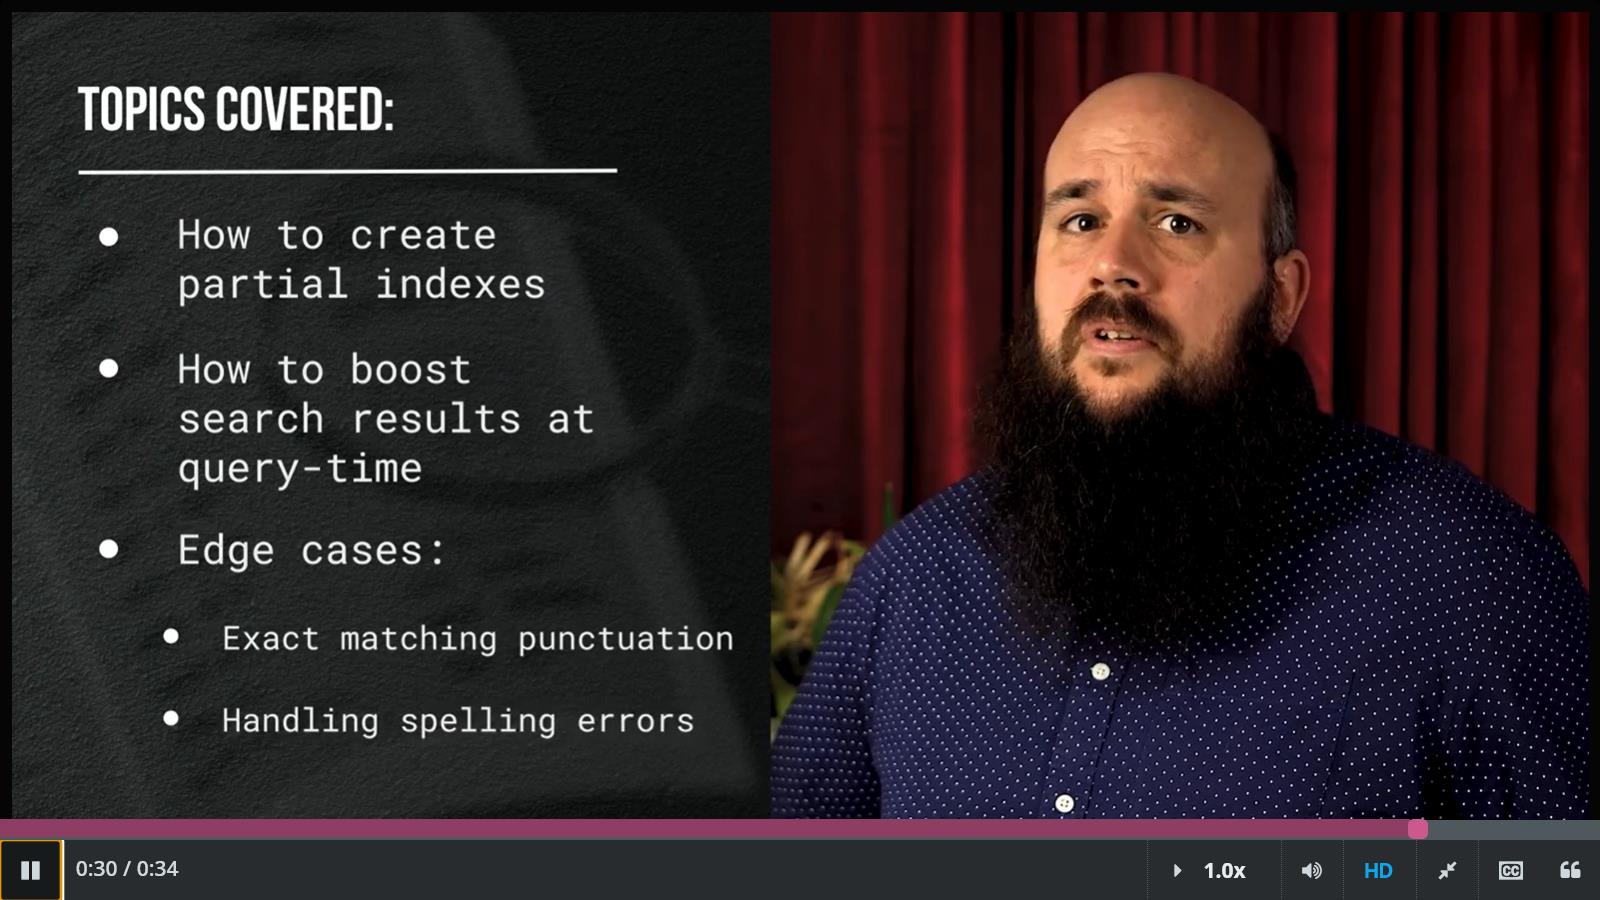 TOPICS COVERED:
How to create
partial indexes
How to boost
search results at
query-time
Edge cases:
Exact matching punctuation
Handling spelling errors
0:30 / 0:34
1.0x
HD
CC